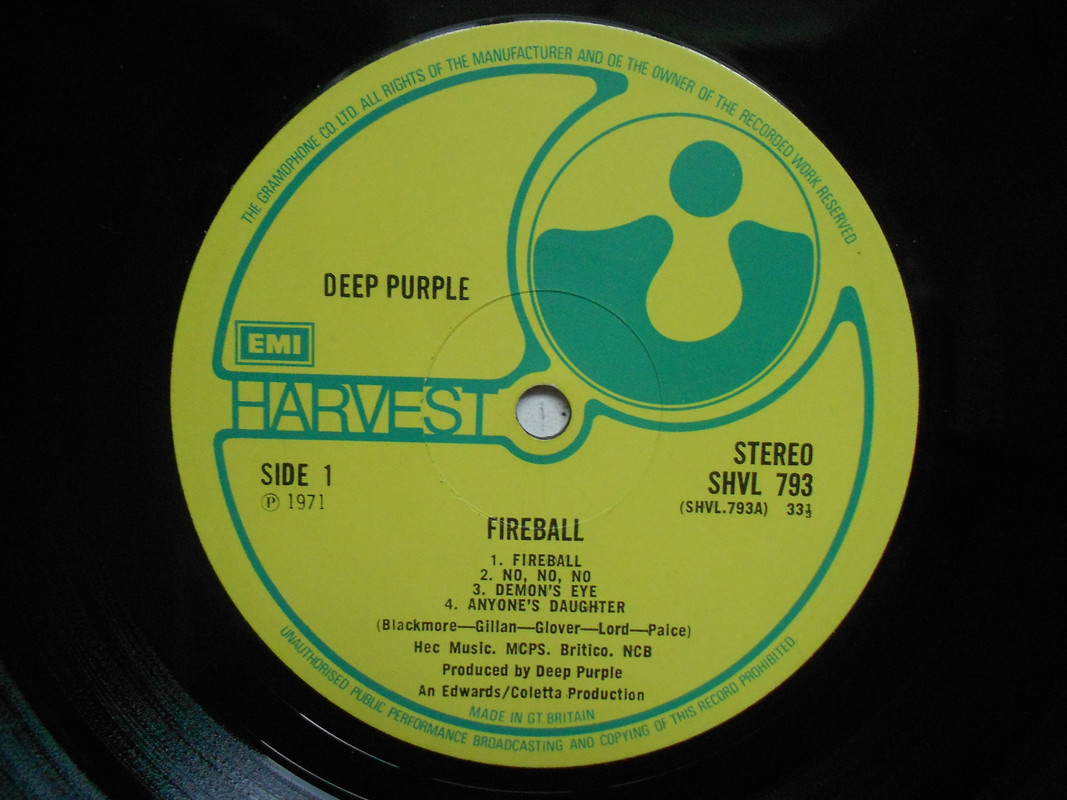 THE GRAMOPHONE CO. LTD. ALL RIGHTS OF THE MANUFACTURER AND OF THE OWNER OF THE RECORDED WORK RESERVED.
DEEP PURPLE
EMI
HARVEST
SIDE 1
℗ 1971
STEREO
SHVL 793
(SHVL.793A) 33⅓
FIREBALL
1. FIREBALL
2. NO, NO, NO
3. DEMON'S EYE
4. ANYONE'S DAUGHTER
(Blackmore—Gillan—Glover—Lord—Paice)
Hec Music. MCPS. Britico. NCB
Produced by Deep Purple
An Edwards/Coletta Production
MADE IN GT. BRITAIN
UNAUTHORISED PUBLIC PERFORMANCE BROADCASTING AND COPYING OF THIS RECORD PROHIBITED.